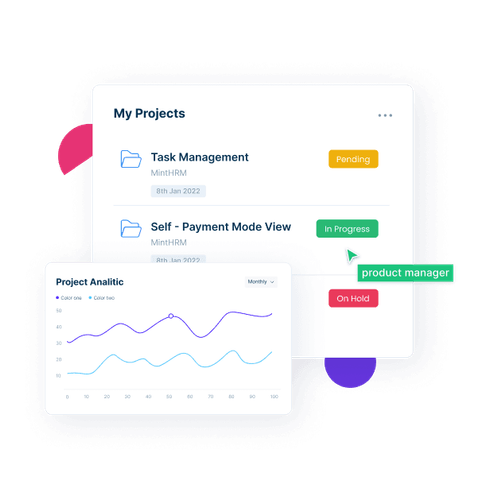 My Projects
Task Management
Pending
MintHRM
8th Jan 2022
Self - Payment Mode View
In Progress
MintHRM
8th Jan 2022
product manager
On Hold
Project Analitic
Monthly
Color one
Color two
50
40
30
20
10
0 10 20 30 40 50 60 70 80 90 100